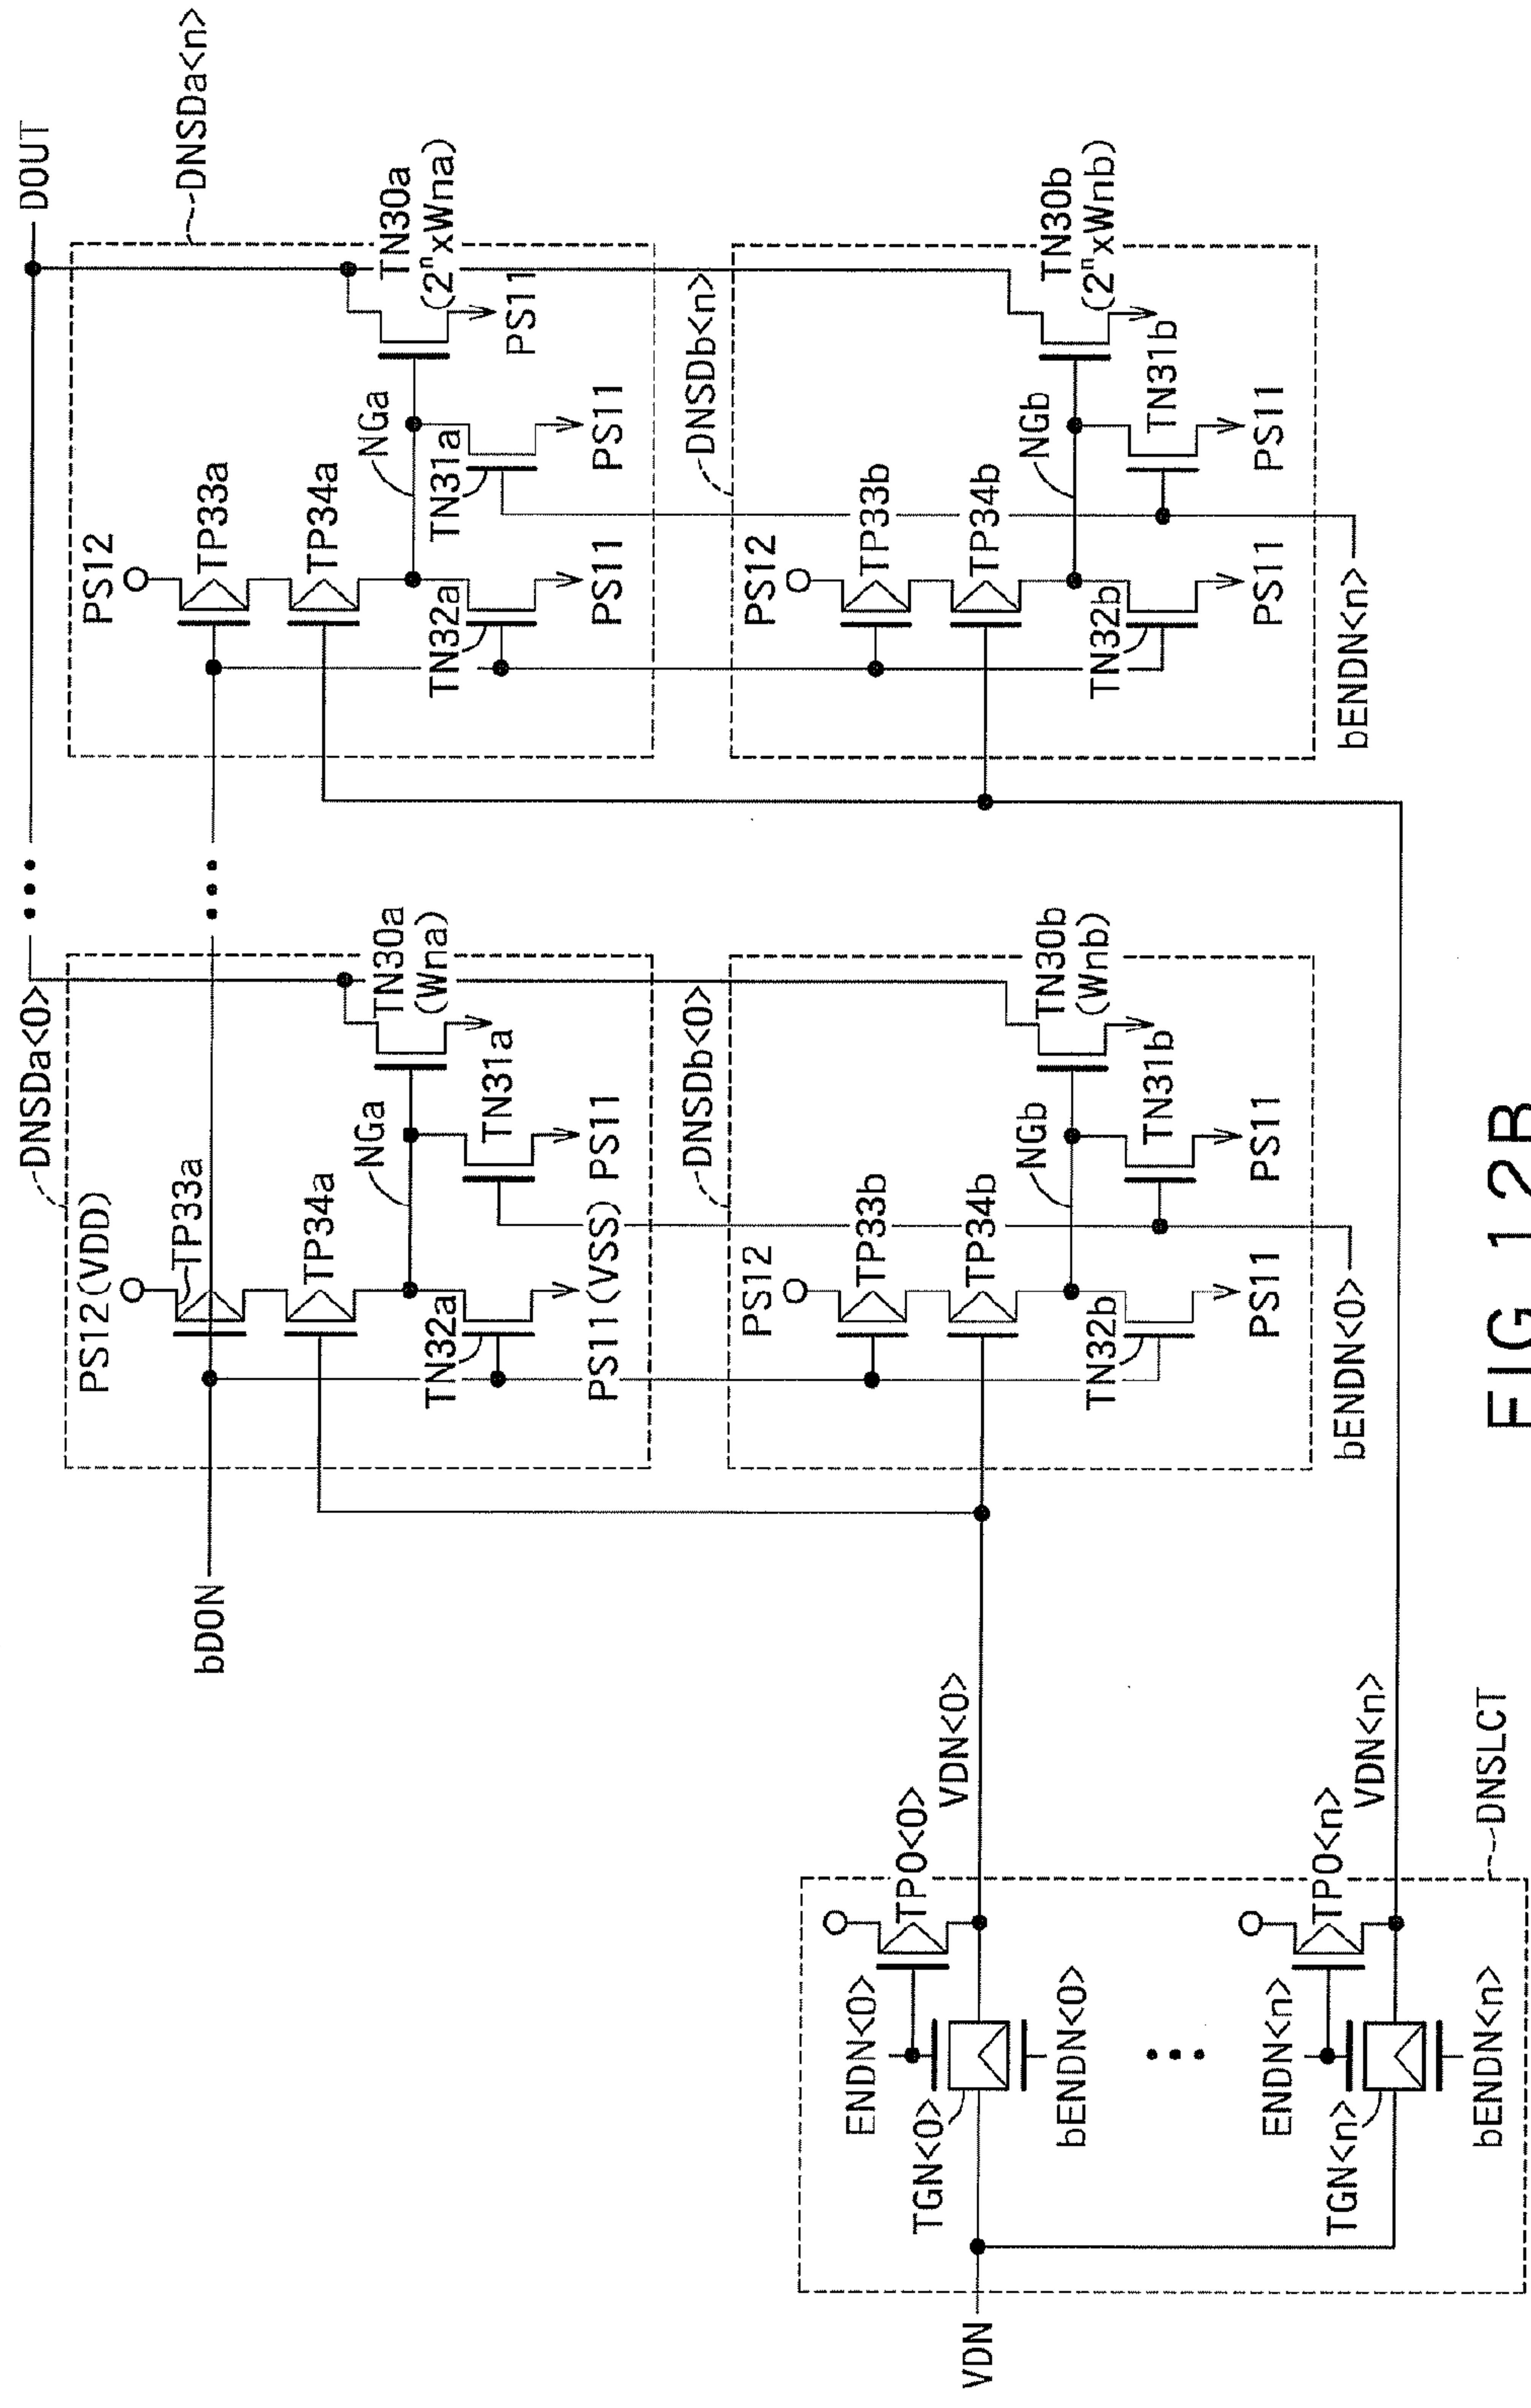 DNSDa<0>
DOUT
DNSDa<n>
PS12(VDD)
TP33a
TP34a
NGa
TN30a
(Wna)
TN31a
TN32a
PS11(VSS)
PS11
PS12
TP33a
TP34a
NGa
TN30a
(2ⁿxWna)
PS11
TN31a
TN32a
PS11
PS11
bDON
DNSDb<0>
PS12
TP33b
TP34b
NGb
TN30b
(Wnb)
TN31b
TN32b
PS11
PS11
bENDN<0>
DNSDb<n>
PS12
TP33b
TP34b
NGb
TN30b
(2ⁿxWnb)
TN31b
TN32b
PS11
PS11
bENDN<n>
ENDN<0>
TP0<0>
VDN<0>
TGN<0>
bENDN<0>
VDN
ENDN<n>
TP0<n>
VDN<n>
TGN<n>
bENDN<n>
DNSLCT
FIG.12B